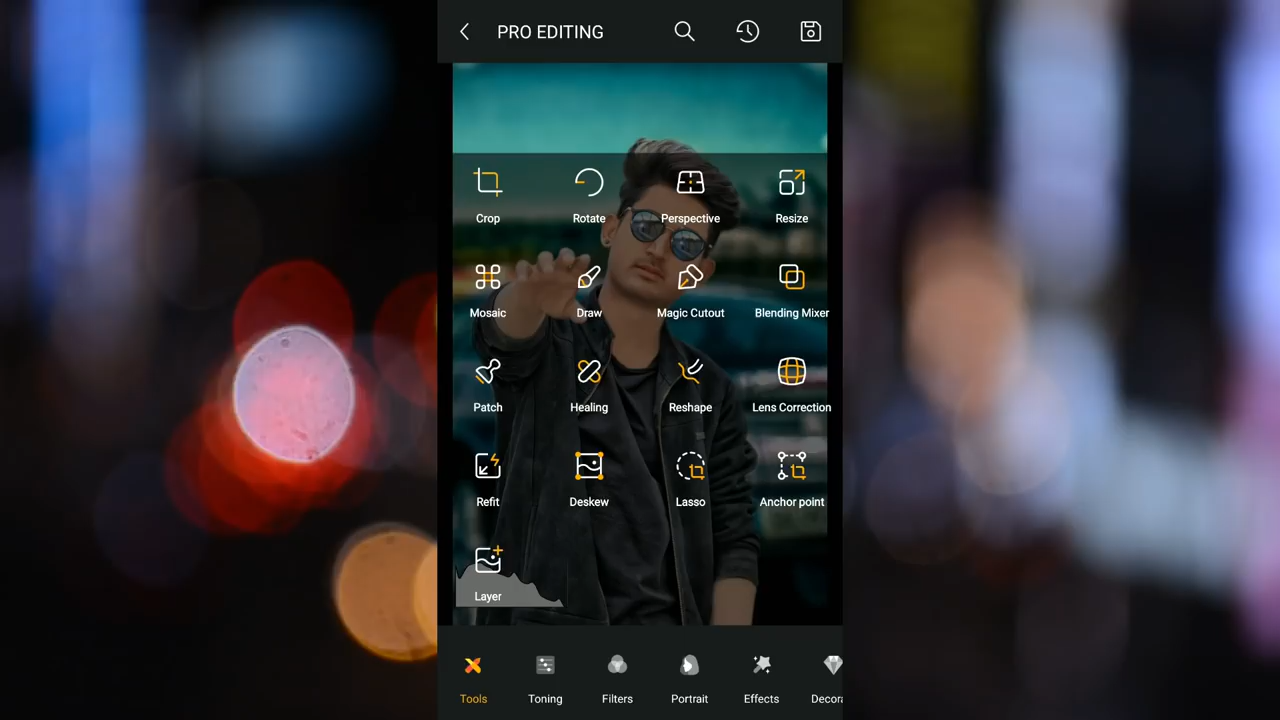 PRO EDITING
Crop
Rotate
Perspective
Resize
Mosaic
Draw
Magic Cutout
Blending Mixer
Patch
Healing
Reshape
Lens Correction
Refit
Deskew
Lasso
Anchor point
Layer
Tools
Toning
Filters
Portrait
Effects
Decora